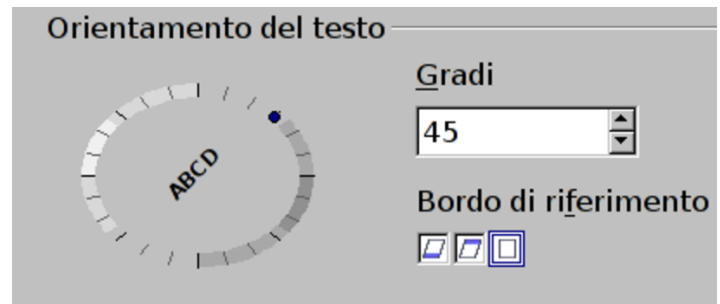 Orientamento del testo
Gradi
45
ABCD
Bordo di riferimento